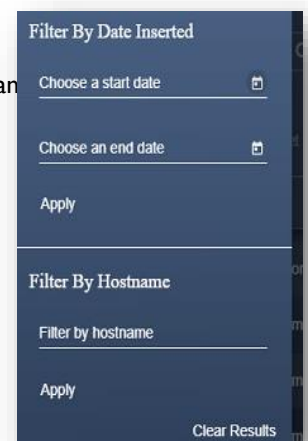 Filter By Date Inserted
Choose a start date
Choose an end date
Apply
Filter By Hostname
Filter by hostname
Apply
Clear Results